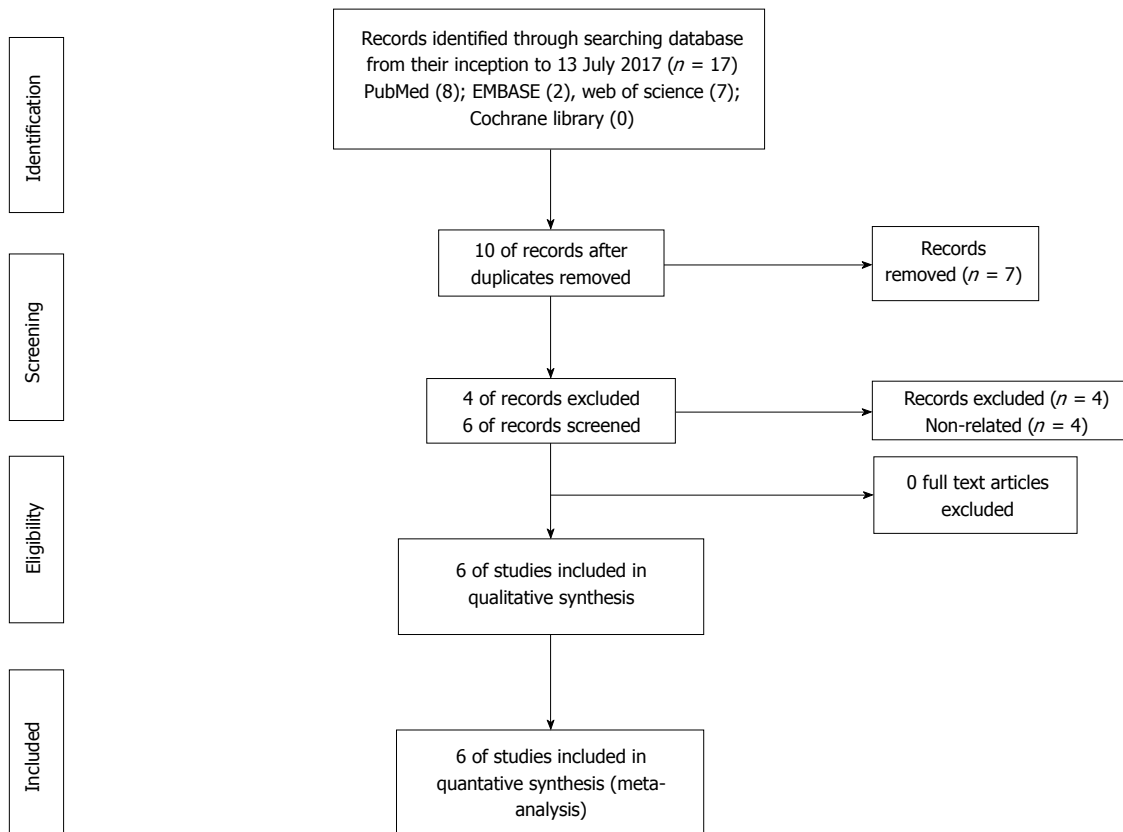 Identification
Records identified through searching database
from their inception to 13 July 2017 (n = 17)
PubMed (8); EMBASE (2), web of science (7);
Cochrane library (0)
Screening
10 of records after
duplicates removed
Records
removed (n = 7)
4 of records excluded
6 of records screened
Records excluded (n = 4)
Non-related (n = 4)
Eligibility
0 full text articles
excluded
6 of studies included in
qualitative synthesis
Included
6 of studies included in
quantative synthesis (meta-
analysis)